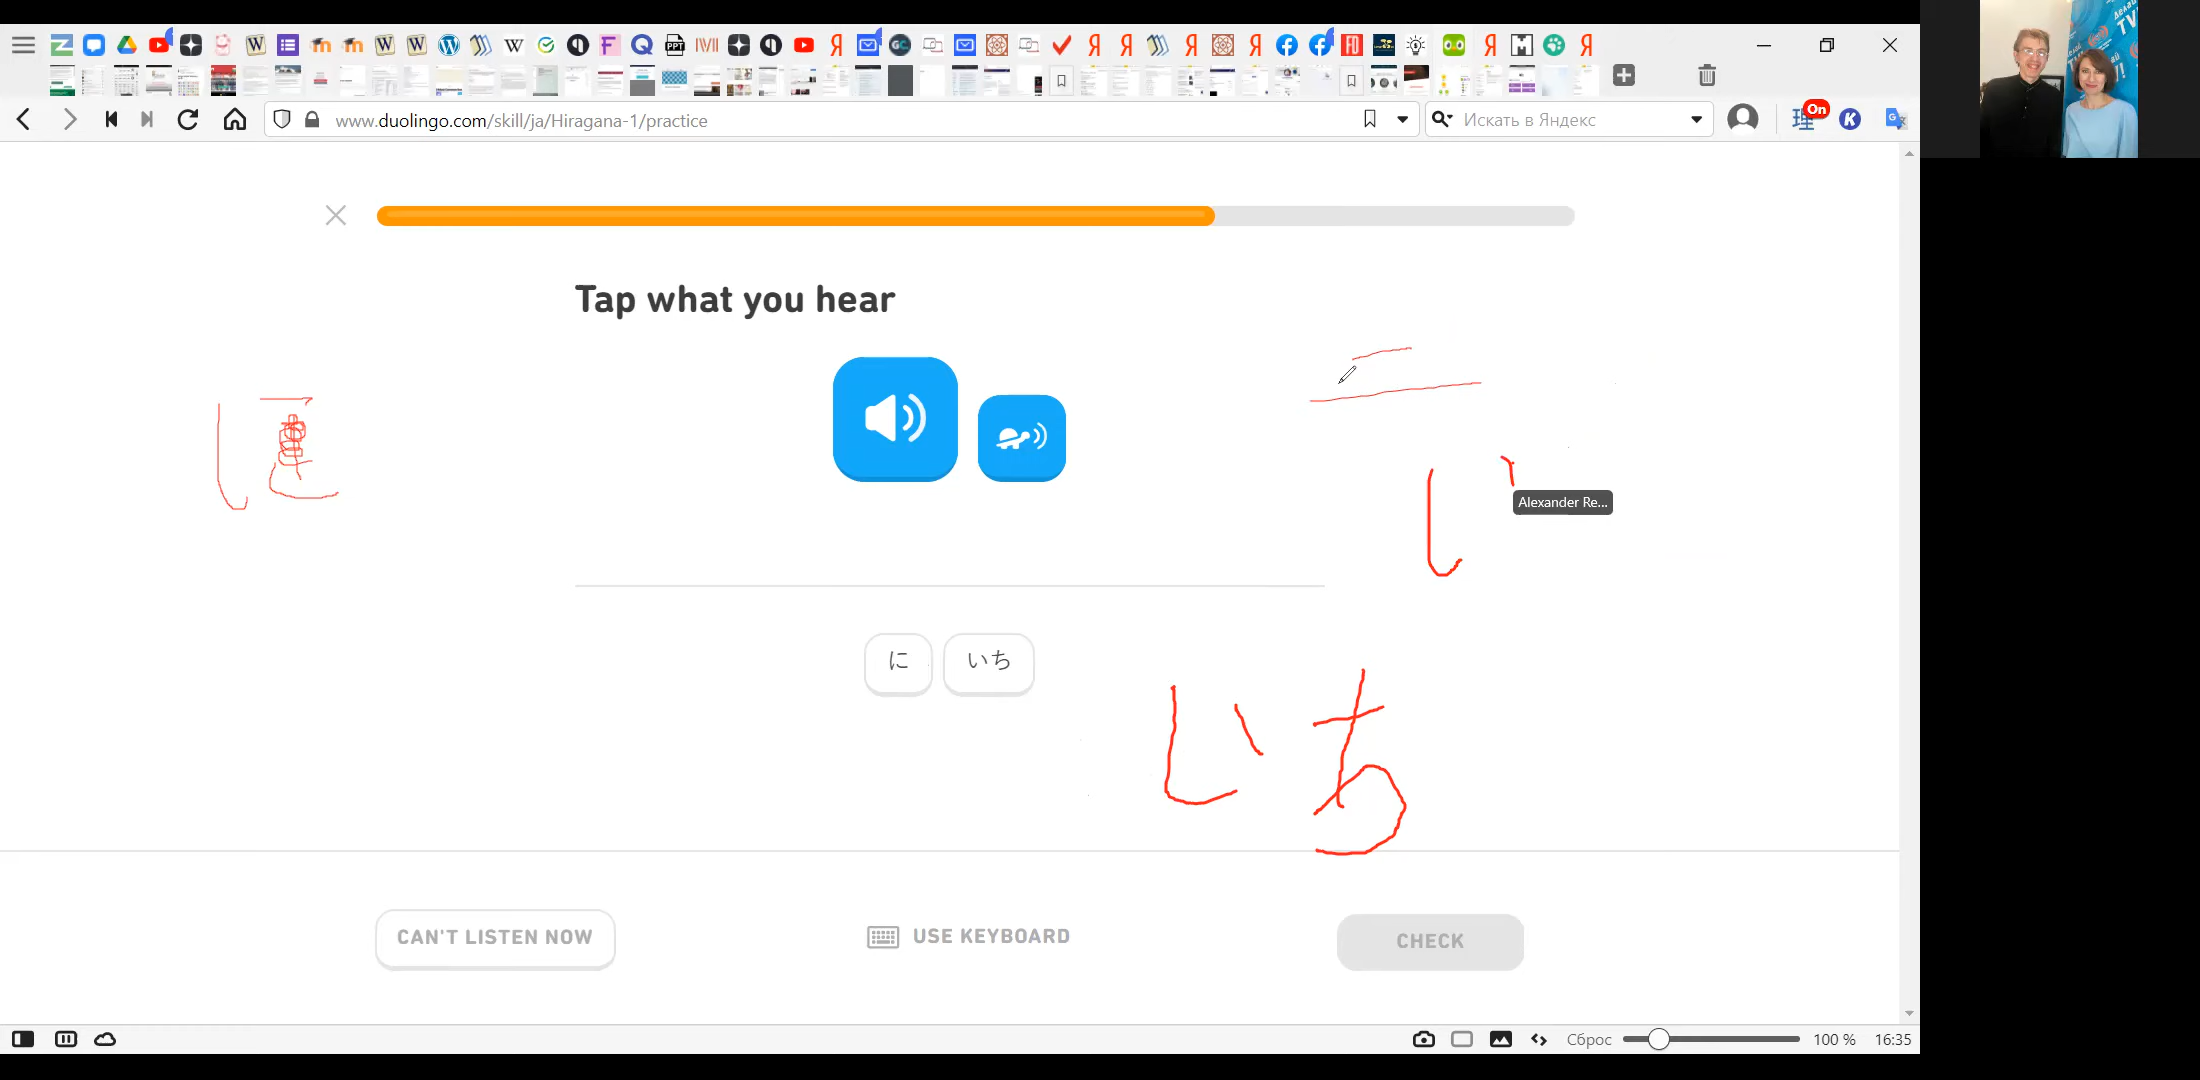 www.duolingo.com/skill/ja/Hiragana-1/practice
Искать в Яндекс
On
Tap what you hear
二
Alexander Re...
に いち
いち
CAN'T LISTEN NOW
USE KEYBOARD
CHECK
Сброс
100 %
16:35